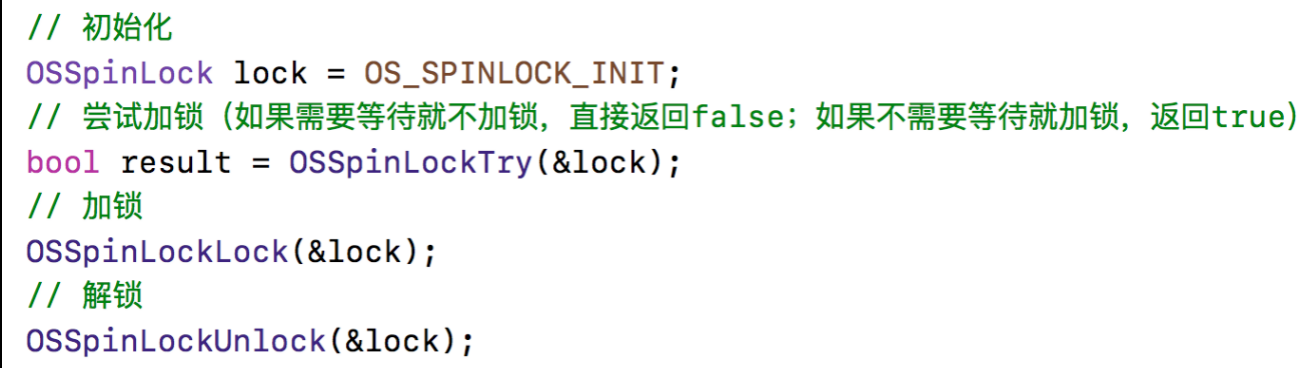 // 初始化
OSSpinLock lock = OS_SPINLOCK_INIT;
// 尝试加锁（如果需要等待就不加锁，直接返回false；如果不需要等待就加锁，返回true）
bool result = OSSpinLockTry(&lock);
// 加锁
OSSpinLockLock(&lock);
// 解锁
OSSpinLockUnlock(&lock);